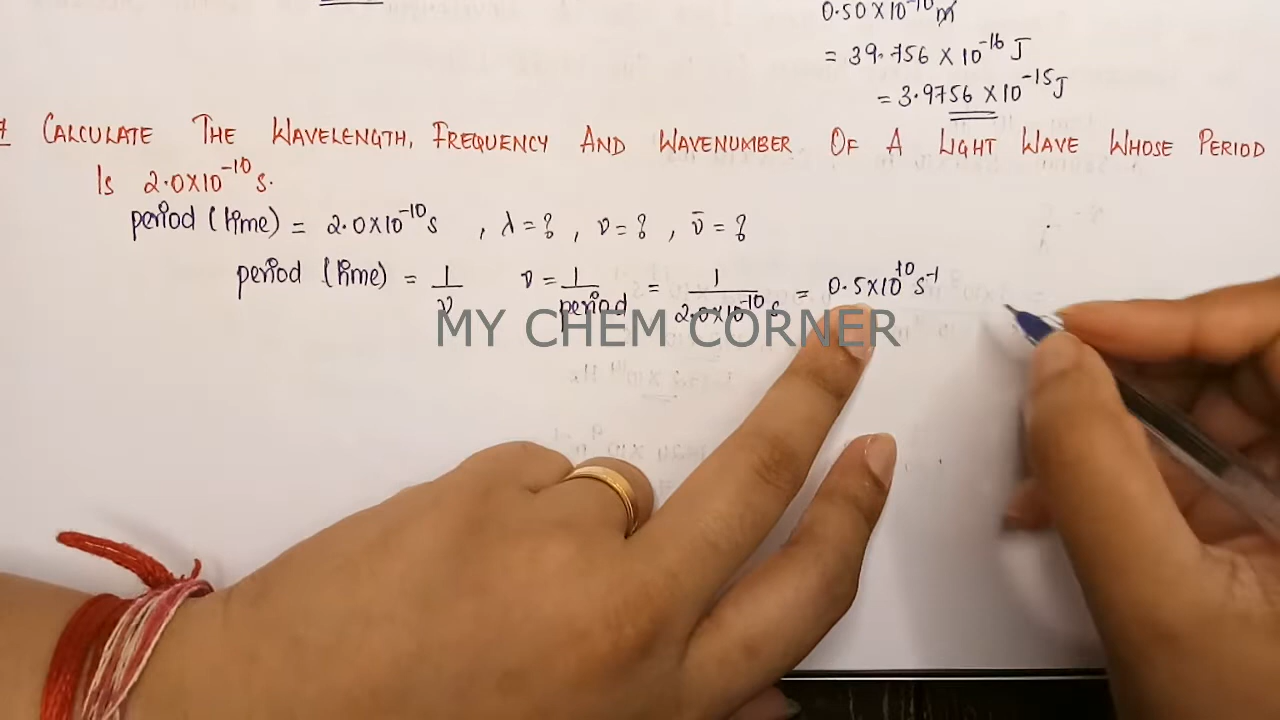 0.50 X 10⁻¹⁰ m
= 39.756 X 10⁻¹⁶ J
= 3.9756 X 10⁻¹⁵ J
CALCULATE THE WAVELENGTH, FREQUENCY AND WAVENUMBER OF A LIGHT WAVE WHOSE PERIOD
IS 2.0X10⁻¹⁰ s.
period (time) = 2.0X10⁻¹⁰ s , λ = ? , ν = ? , ν̄ = ?
period (time) = 1/ν ν = 1/period = 1/2.0X10⁻¹⁰ s = 0.5X10¹⁰ s⁻¹
MY CHEM CORNER